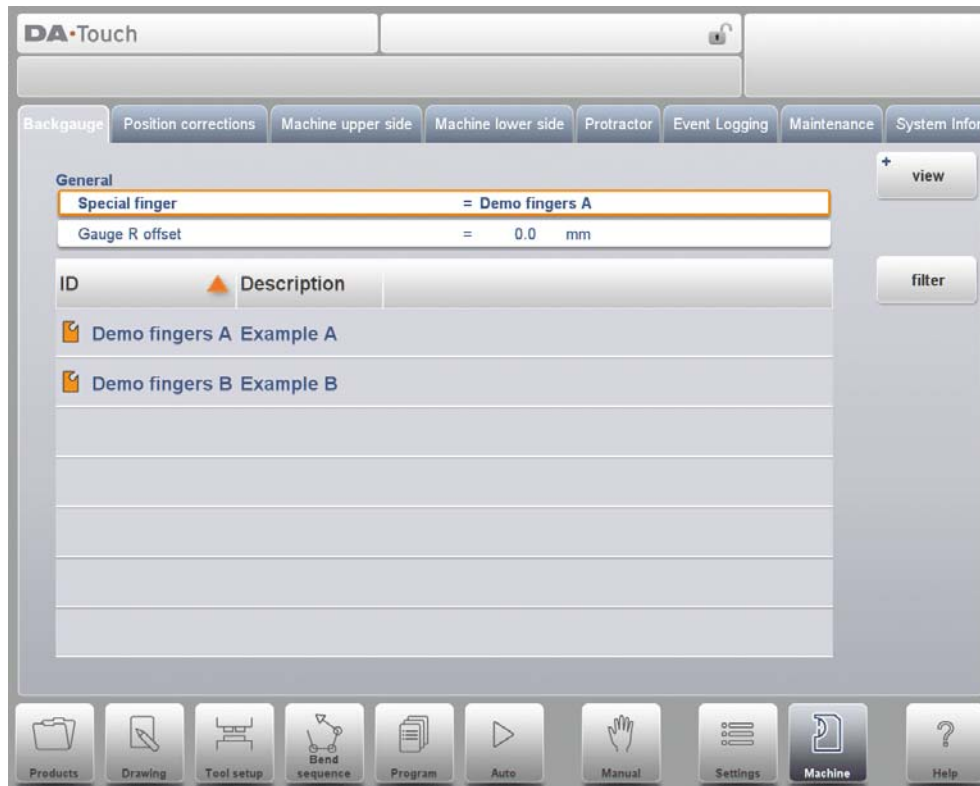 DA·Touch
Backgauge Position corrections Machine upper side Machine lower side Protractor Event Logging Maintenance System Infor
+ view
General
Special finger = Demo fingers A
Gauge R offset = 0.0 mm
filter
ID Description
Demo fingers A Example A
Demo fingers B Example B
Products Drawing Tool setup Bend sequence Program Auto Manual Settings Machine Help